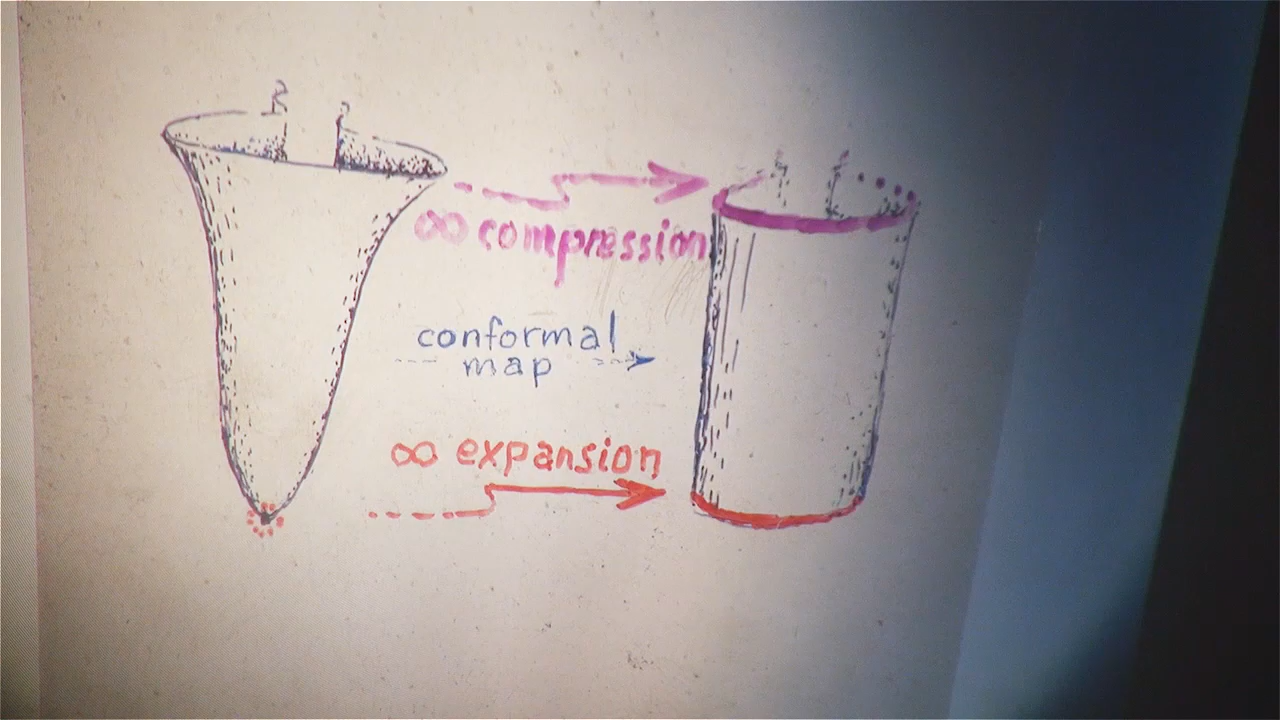 ∞ compression
conformal
map
∞ expansion